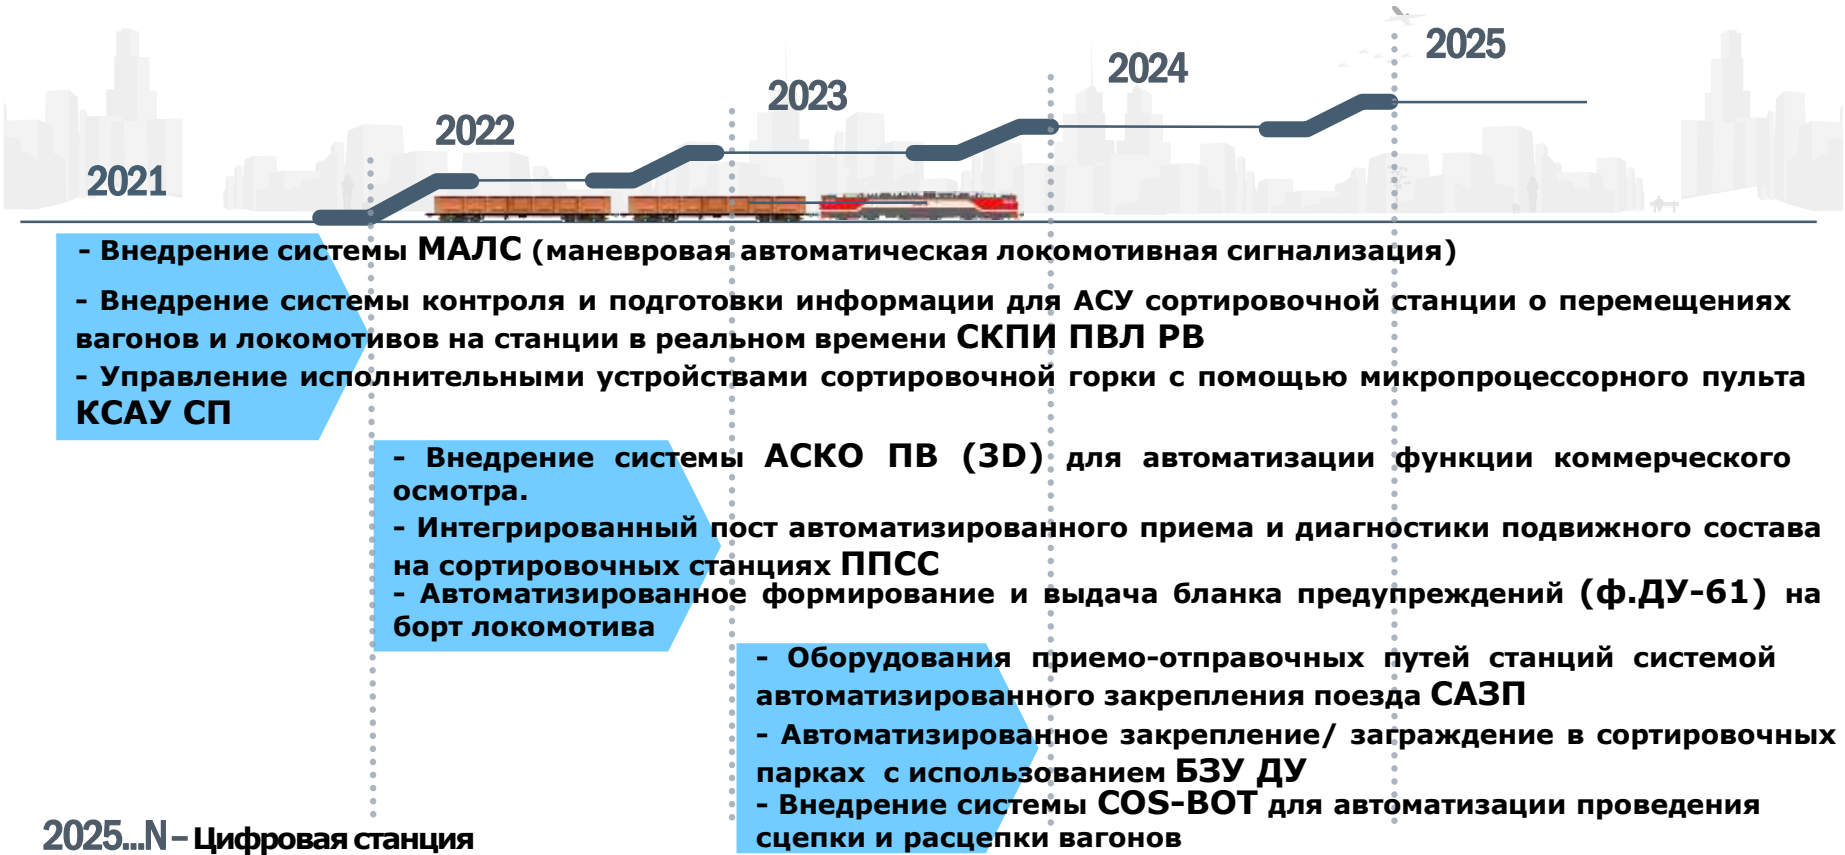 2021
2022
2023
2024
2025
- Внедрение системы МАЛС (маневровая автоматическая локомотивная сигнализация)
- Внедрение системы контроля и подготовки информации для АСУ сортировочной станции о перемещениях
вагонов и локомотивов на станции в реальном времени СКПИ ПВЛ РВ
- Управление исполнительными устройствами сортировочной горки с помощью микропроцессорного пульта
КСАУ СП
- Внедрение системы АСКО ПВ (3D) для автоматизации функции коммерческого
осмотра.
- Интегрированный пост автоматизированного приема и диагностики подвижного состава
на сортировочных станциях ППСС
- Автоматизированное формирование и выдача бланка предупреждений (ф.ДУ-61) на
борт локомотива
- Оборудования приемо-отправочных путей станций системой
автоматизированного закрепления поезда САЗП
- Автоматизированное закрепление/ заграждение в сортировочных
парках с использованием БЗУ ДУ
- Внедрение системы COS-BOT для автоматизации проведения
сцепки и расцепки вагонов
2025...N – Цифровая станция